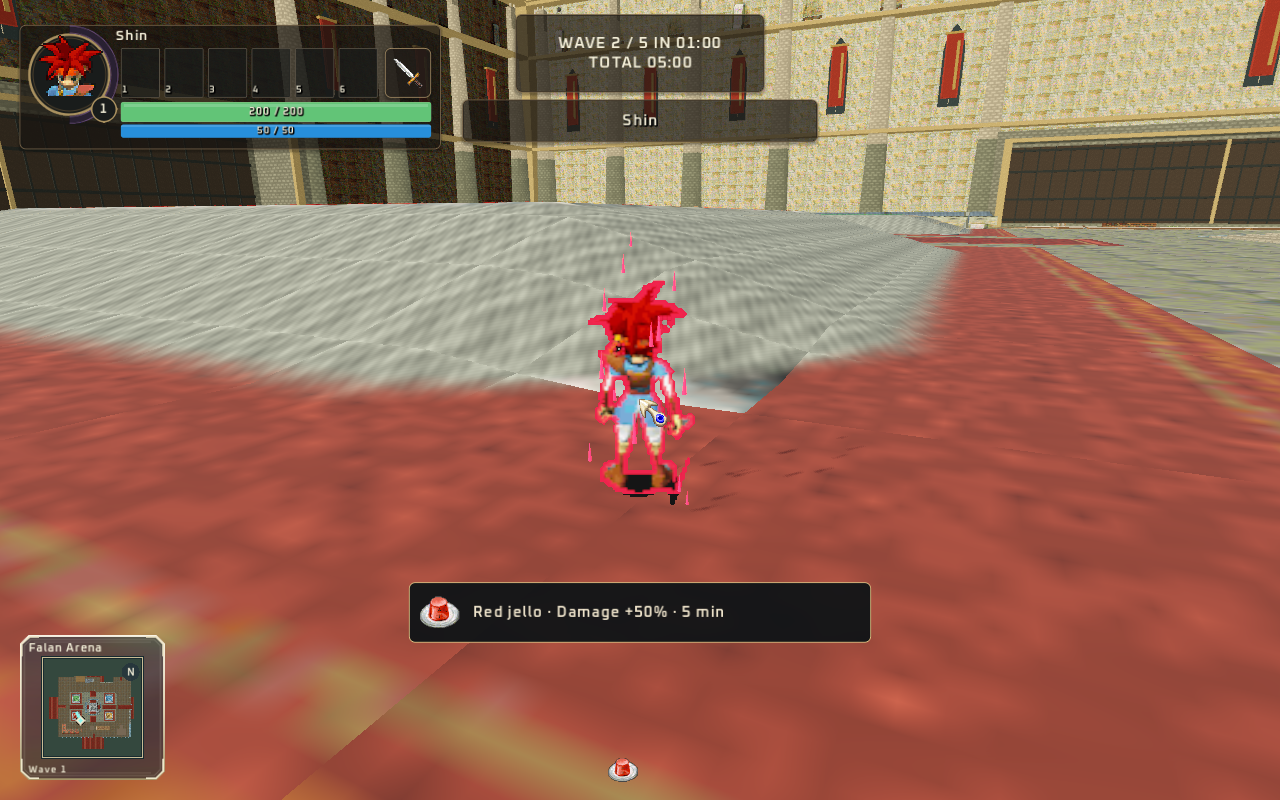 Shin
1 2 3 4 5 6
1
200 / 200
50 / 50
WAVE 2 / 5 IN 01:00
TOTAL 05:00
Shin
Red jello · Damage +50% · 5 min
Falan Arena
N
Wave 1